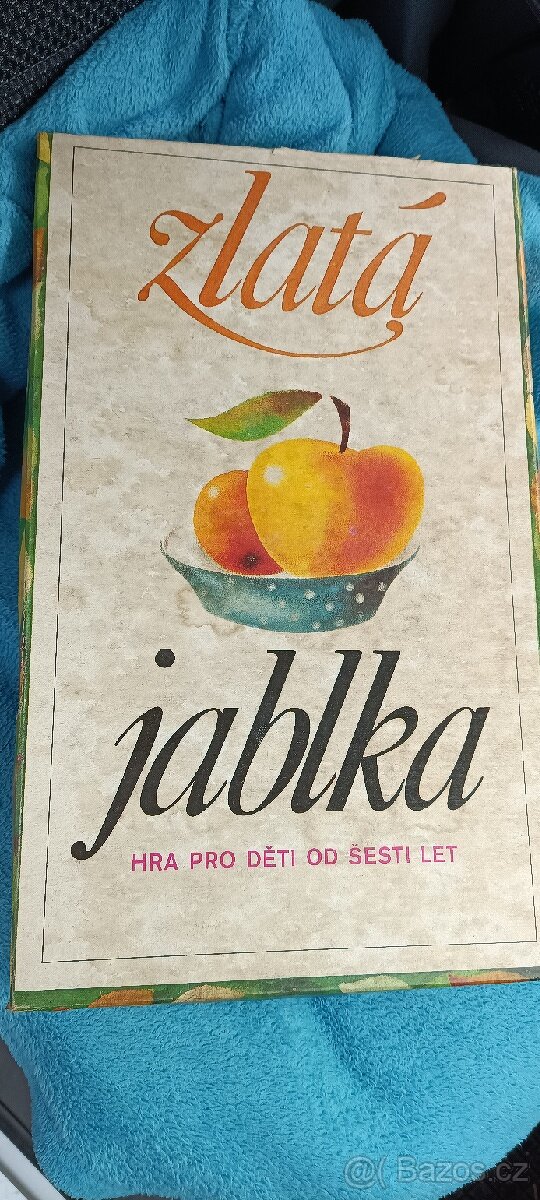 zlatá
jablka
HRA PRO DĚTI OD ŠESTI LET
Bazos.cz